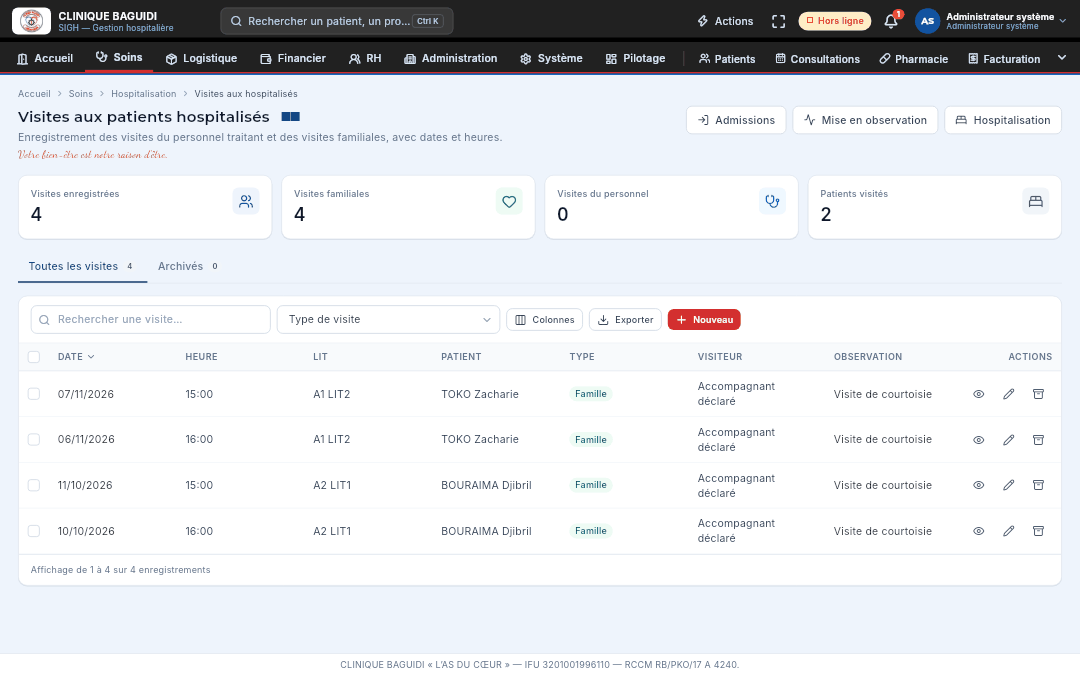 CLINIQUE BAGUIDI
SIGH — Gestion hospitalière
Rechercher un patient, un pro... Ctrl K
Actions
Hors ligne
1
AS
Administrateur système
Administrateur système
Accueil Soins Logistique Financier RH Administration Système Pilotage Patients Consultations Pharmacie Facturation
Accueil > Soins > Hospitalisation > Visites aux hospitalisés
Visites aux patients hospitalisés
Enregistrement des visites du personnel traitant et des visites familiales, avec dates et heures.
Votre bien-être est notre raison d'être.
Admissions Mise en observation Hospitalisation
Visites enregistrées
4
Visites familiales
4
Visites du personnel
0
Patients visités
2
Toutes les visites 4 Archivés 0
Rechercher une visite... Type de visite Colonnes Exporter Nouveau
DATE HEURE LIT PATIENT TYPE VISITEUR OBSERVATION ACTIONS
07/11/2026 15:00 A1 LIT2 TOKO Zacharie Famille Accompagnant déclaré Visite de courtoisie
06/11/2026 16:00 A1 LIT2 TOKO Zacharie Famille Accompagnant déclaré Visite de courtoisie
11/10/2026 15:00 A2 LIT1 BOURAIMA Djibril Famille Accompagnant déclaré Visite de courtoisie
10/10/2026 16:00 A2 LIT1 BOURAIMA Djibril Famille Accompagnant déclaré Visite de courtoisie
Affichage de 1 à 4 sur 4 enregistrements
CLINIQUE BAGUIDI « L'AS DU CŒUR » — IFU 3201001996110 — RCCM RB/PKO/17 A 4240.